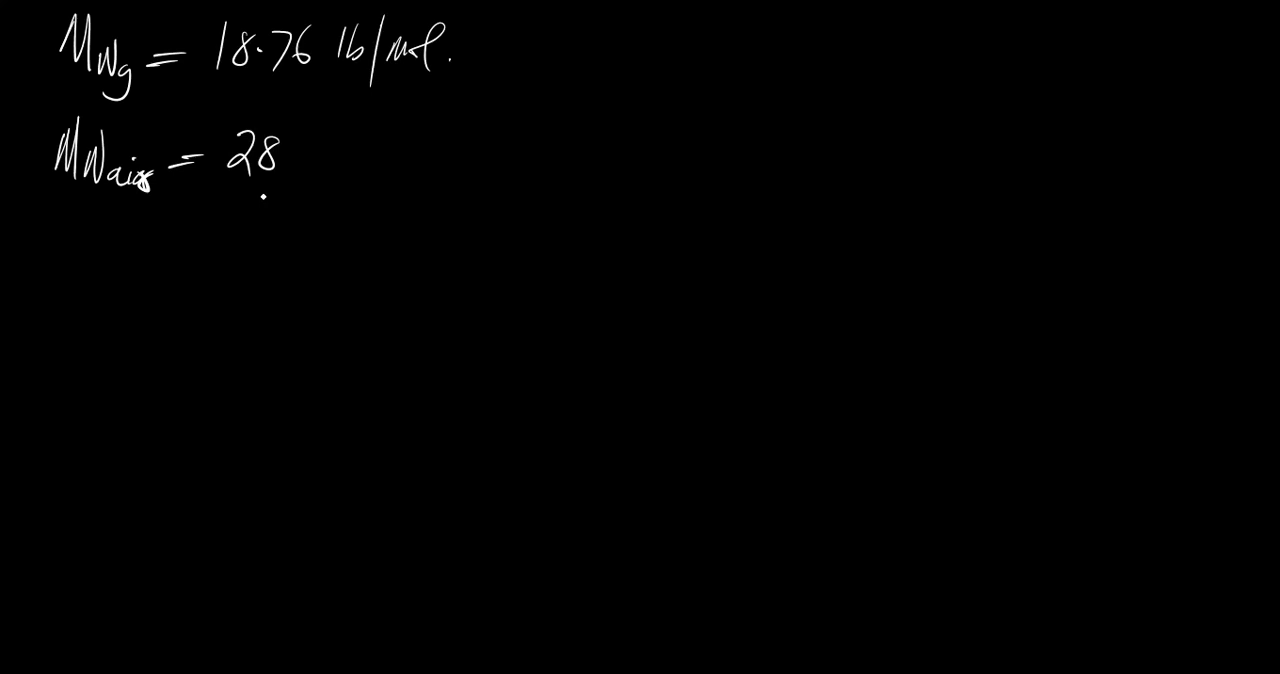 MWg = 18.76 lb/mol.
MWair = 28